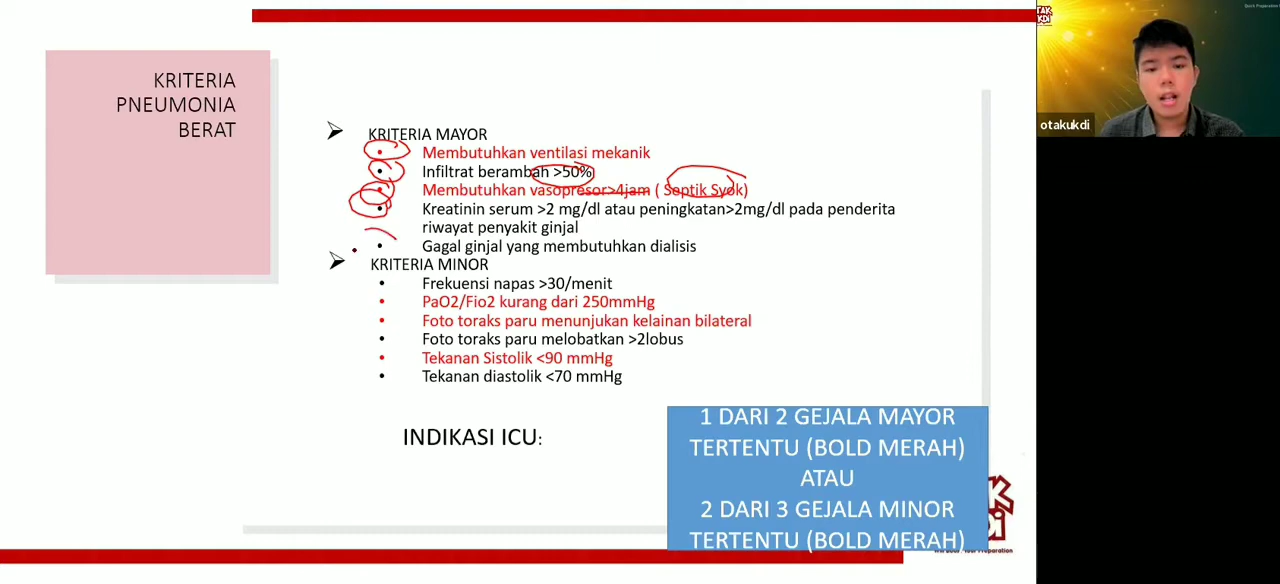 KRITERIA
PNEUMONIA
BERAT
KRITERIA MAYOR
Membutuhkan ventilasi mekanik
Infiltrat berambah >50%
Membutuhkan vasopresor>4jam ( Septik Syok)
Kreatinin serum >2 mg/dl atau peningkatan>2mg/dl pada penderita
riwayat penyakit ginjal
Gagal ginjal yang membutuhkan dialisis
KRITERIA MINOR
Frekuensi napas >30/menit
PaO2/Fio2 kurang dari 250mmHg
Foto toraks paru menunjukan kelainan bilateral
Foto toraks paru melobatkan >2lobus
Tekanan Sistolik <90 mmHg
Tekanan diastolik <70 mmHg
INDIKASI ICU:
1 DARI 2 GEJALA MAYOR
TERTENTU (BOLD MERAH)
ATAU
2 DARI 3 GEJALA MINOR
TERTENTU (BOLD MERAH)
otakukdi